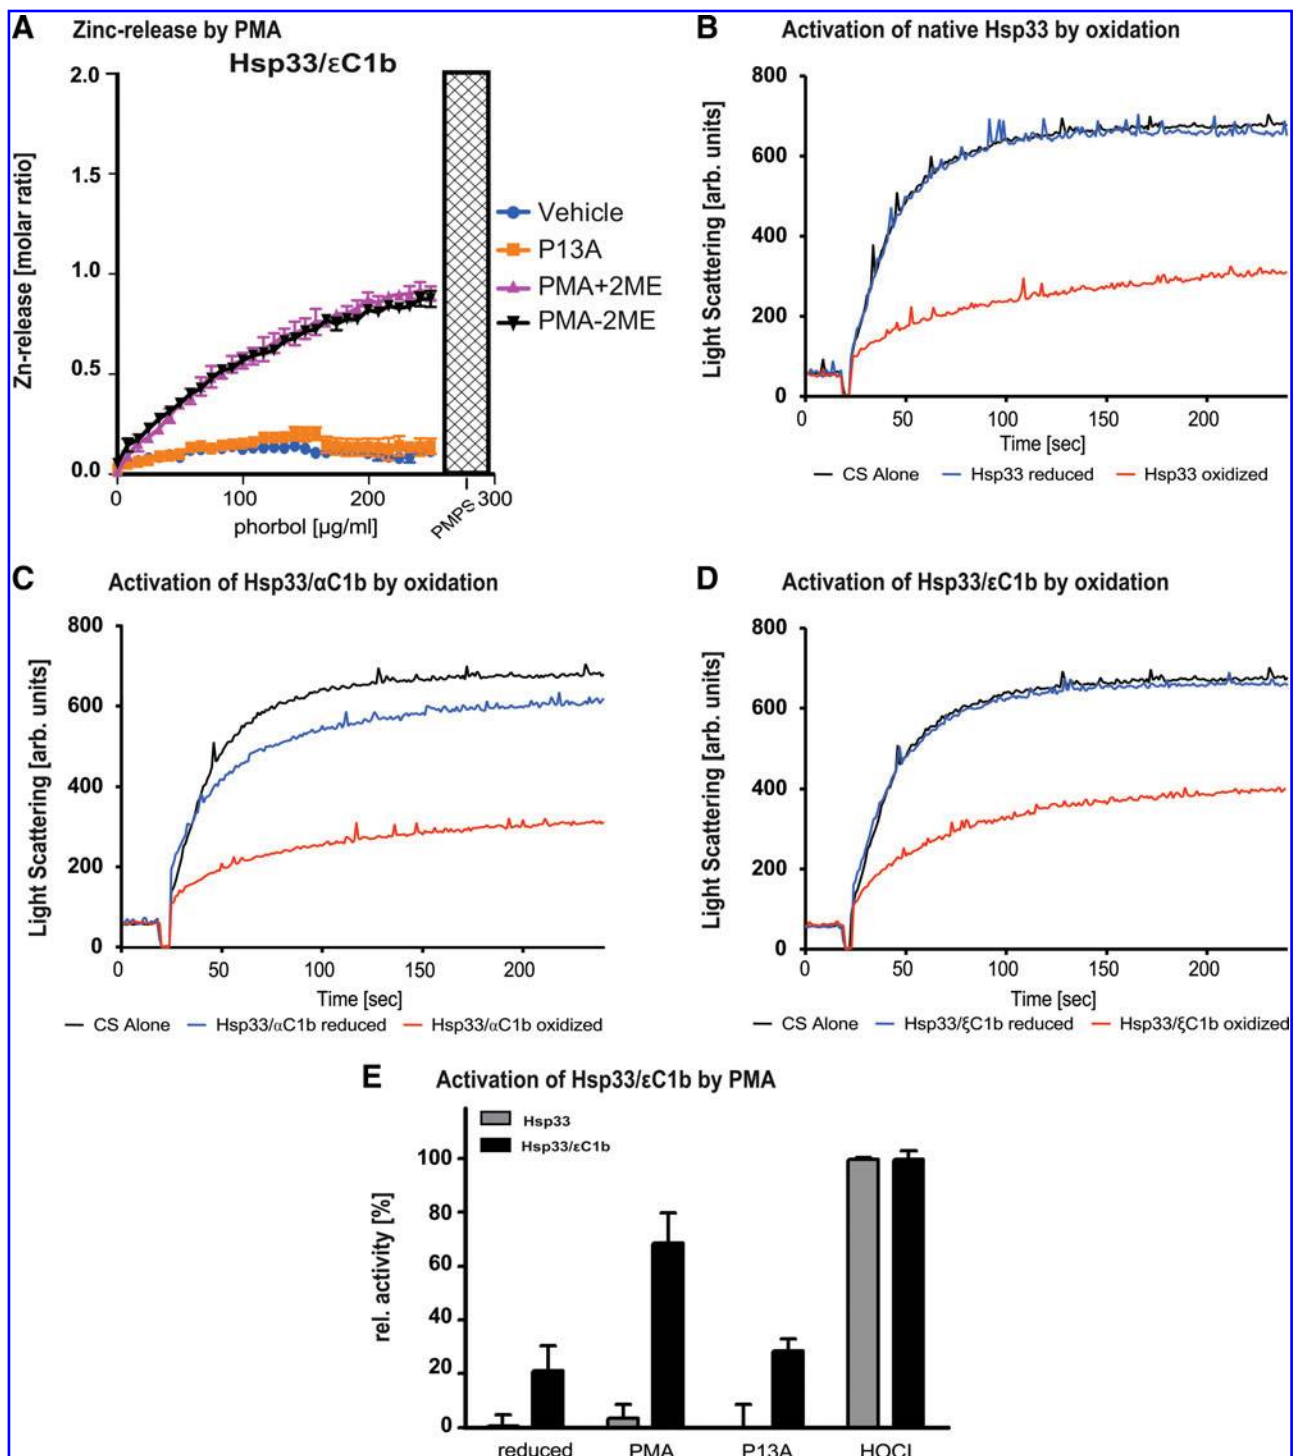 A Zinc-release by PMA
Hsp33/εC1b
Zn-release [molar ratio]
2.0
1.5
1.0
0.5
0.0
0 100 200 300
PMPS
phorbol [µg/ml]
Vehicle
P13A
PMA+2ME
PMA-2ME
B Activation of native Hsp33 by oxidation
Light Scattering [arb. units]
800
600
400
200
0
0 50 100 150 200
Time [sec]
CS Alone Hsp33 reduced Hsp33 oxidized
C Activation of Hsp33/αC1b by oxidation
Light Scattering [arb. units]
800
600
400
200
0
0 50 100 150 200
Time [sec]
CS Alone Hsp33/αC1b reduced Hsp33/αC1b oxidized
D Activation of Hsp33/εC1b by oxidation
Light Scattering [arb. units]
800
600
400
200
0
0 50 100 150 200
Time [sec]
CS Alone Hsp33/ξC1b reduced Hsp33/ξC1b oxidized
E Activation of Hsp33/εC1b by PMA
rel. activity [%]
Hsp33
Hsp33/εC1b
100
80
60
40
20
0
reduced PMA P13A HOCL